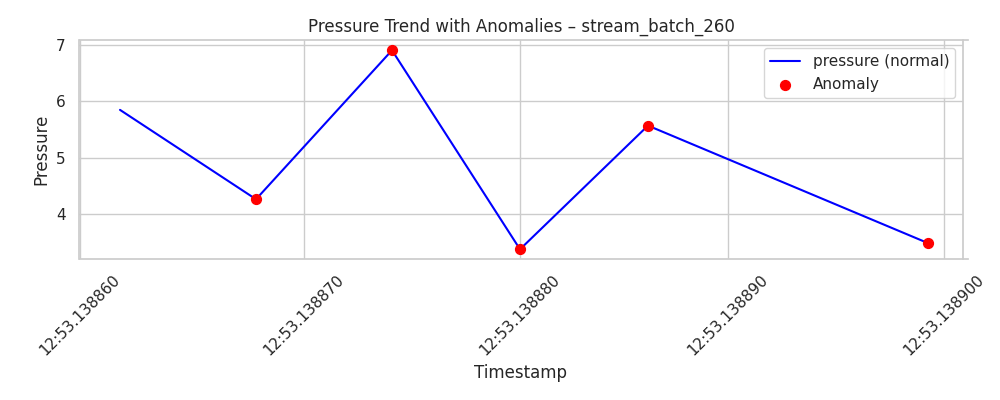 Pressure Trend with Anomalies – stream_batch_260
pressure (normal)
Anomaly
Pressure
7
6
5
4
12:53.138860
12:53.138870
12:53.138880
12:53.138890
12:53.138900
Timestamp